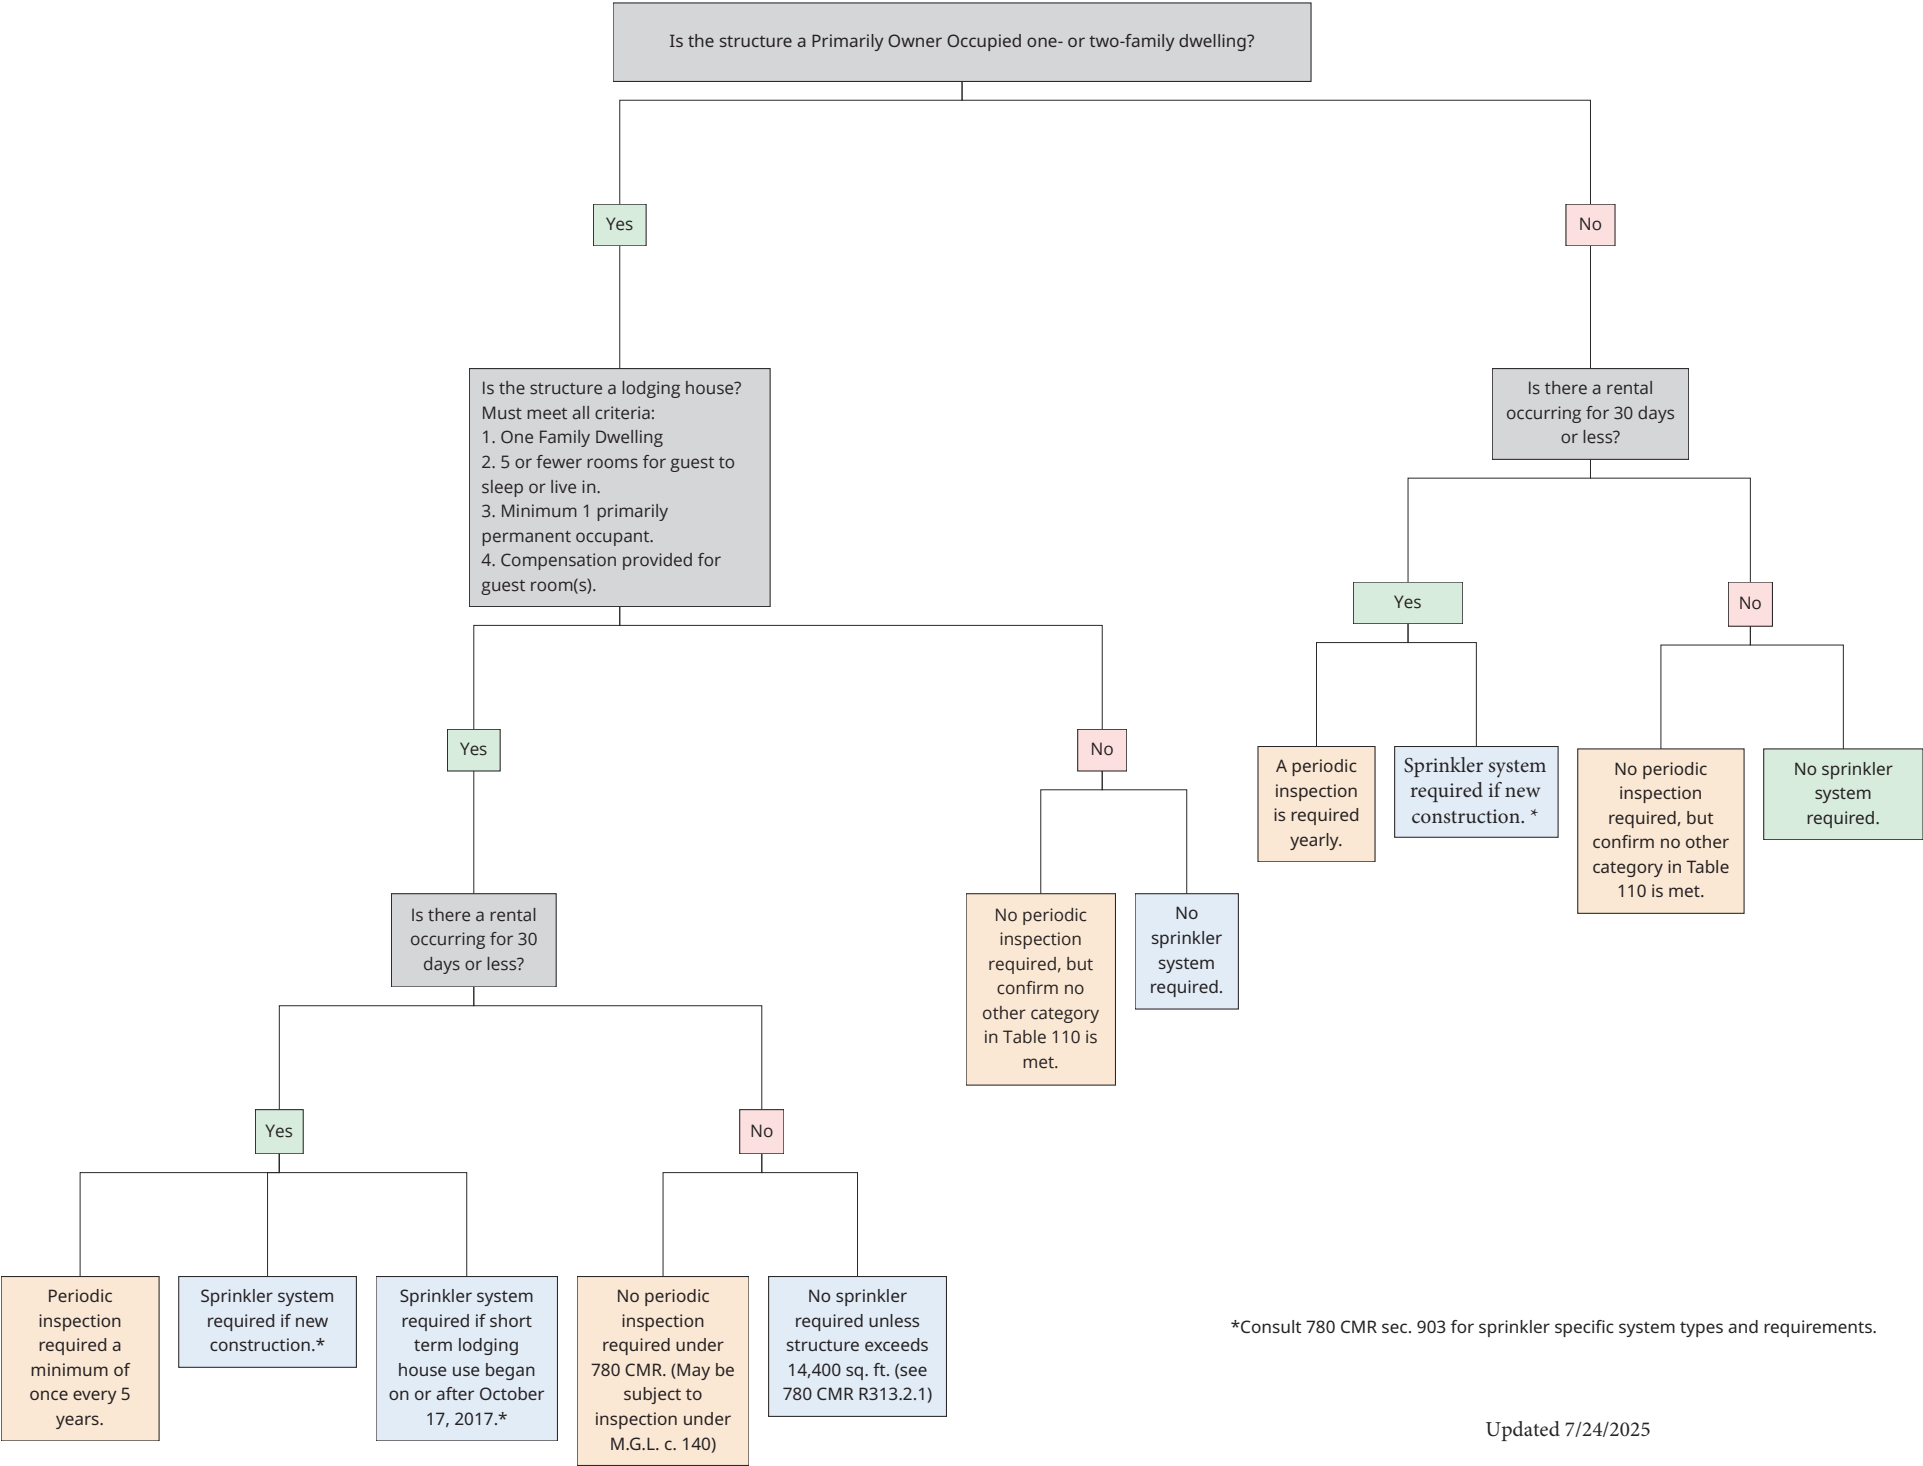 Is the structure a Primarily Owner Occupied one- or two-family dwelling?
Yes
No
Is the structure a lodging house?
Must meet all criteria:
1. One Family Dwelling
2. 5 or fewer rooms for guest to
sleep or live in.
3. Minimum 1 primarily
permanent occupant.
4. Compensation provided for
guest room(s).
Is there a rental
occurring for 30 days
or less?
Yes
No
Yes
No
A periodic
inspection
is required
yearly.
Sprinkler system
required if new
construction. *
No periodic
inspection
required, but
confirm no other
category in Table
110 is met.
No sprinkler
system
required.
Is there a rental
occurring for 30
days or less?
No periodic
inspection
required, but
confirm no
other category
in Table 110 is
met.
No
sprinkler
system
required.
Yes
No
Periodic
inspection
required a
minimum of
once every 5
years.
Sprinkler system
required if new
construction.*
Sprinkler system
required if short
term lodging
house use began
on or after October
17, 2017.*
No periodic
inspection
required under
780 CMR. (May be
subject to
inspection under
M.G.L. c. 140)
No sprinkler
required unless
structure exceeds
14,400 sq. ft. (see
780 CMR R313.2.1)
*Consult 780 CMR sec. 903 for sprinkler specific system types and requirements.
Updated 7/24/2025